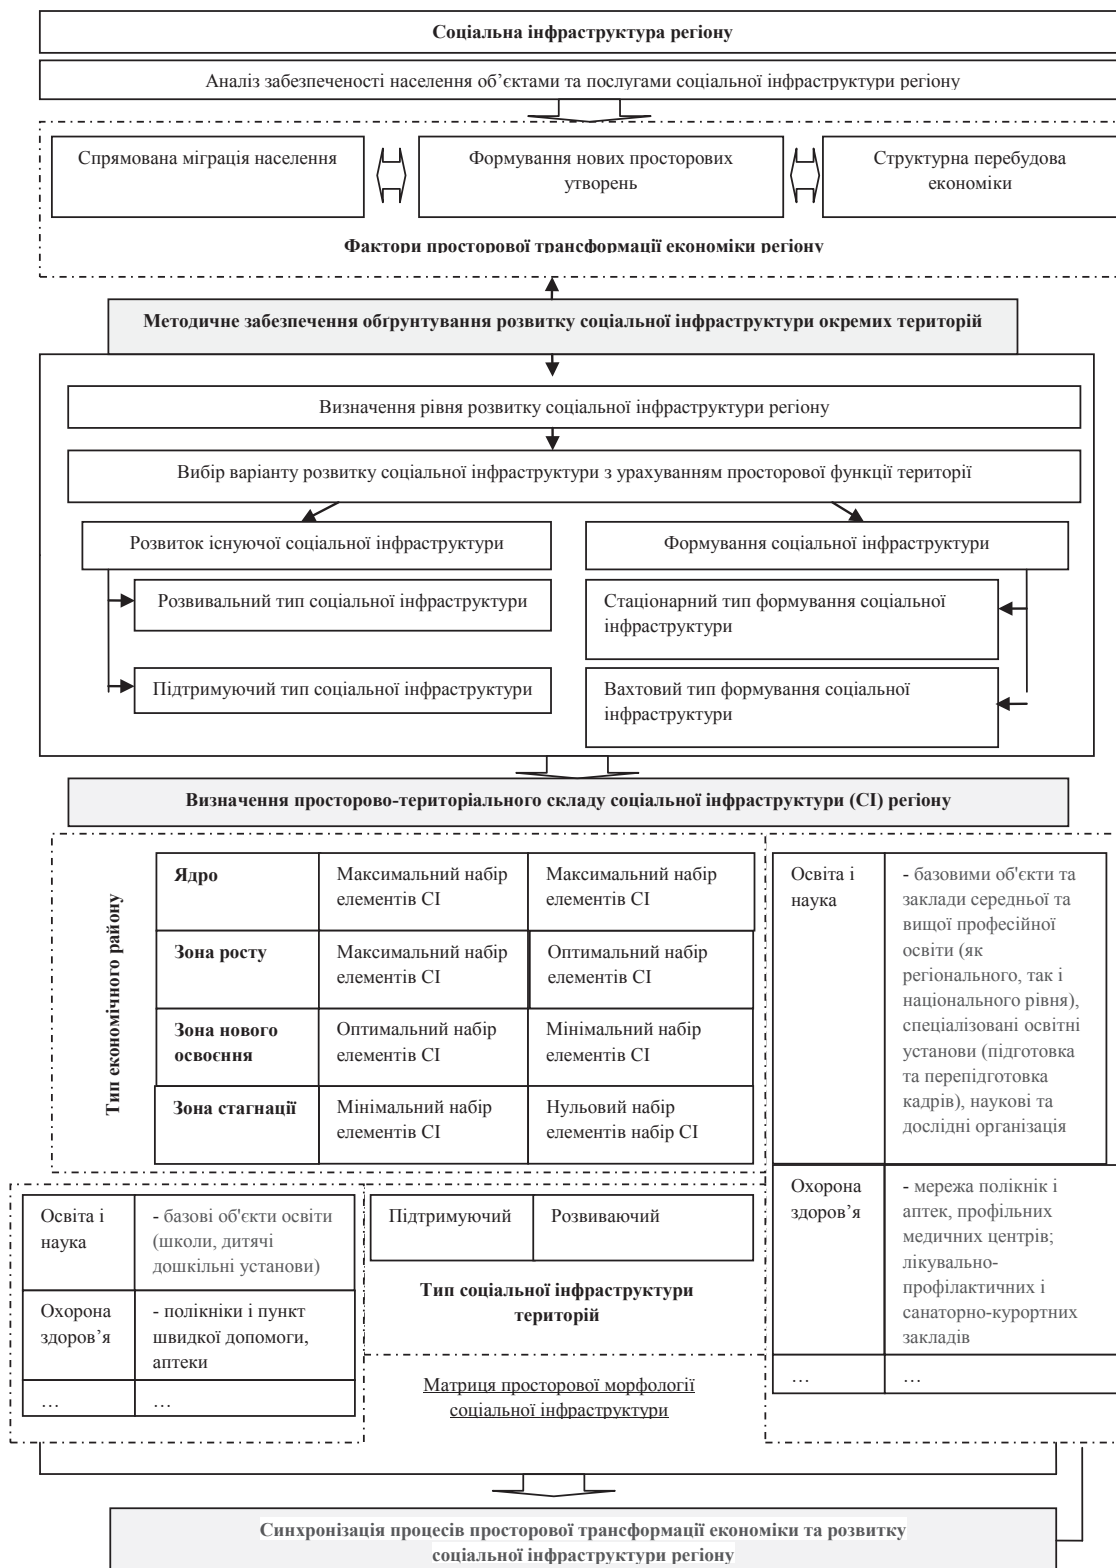 Соціальна інфраструктура регіону
Аналіз забезпеченості населення об’єктами та послугами соціальної інфраструктури регіону
Спрямована міграція населення
Формування нових просторових
утворень
Структурна перебудова
економіки
Фактори просторової трансформації економіки регіону
Методичне забезпечення обґрунтування розвитку соціальної інфраструктури окремих територій
Визначення рівня розвитку соціальної інфраструктури регіону
Вибір варіанту розвитку соціальної інфраструктури з урахуванням просторової функції території
Розвиток існуючої соціальної інфраструктури
Формування соціальної інфраструктури
Розвивальний тип соціальної інфраструктури
Стаціонарний тип формування соціальної
інфраструктури
Підтримуючий тип соціальної інфраструктури
Вахтовий тип формування соціальної
інфраструктури
Визначення просторово-територіального складу соціальної інфраструктури (СІ) регіону
Тип економічного району
Ядро
Максимальний набір
елементів СІ
Максимальний набір
елементів СІ
Зона росту
Максимальний набір
елементів СІ
Оптимальний набір
елементів СІ
Зона нового
освоєння
Оптимальний набір
елементів СІ
Мінімальний набір
елементів СІ
Зона стагнації
Мінімальний набір
елементів СІ
Нульовий набір
елементів набір СІ
Освіта і
наука
- базовими об'єкти та
заклади середньої та
вищої професійної
освіти (як
регіонального, так і
національного рівня),
спеціалізовані освітні
установи (підготовка
та перепідготовка
кадрів), наукові та
дослідні організація
Охорона
здоров’я
- мережа полікнік і
аптек, профільних
медичних центрів;
лікувально-
профілактичних і
санаторно-курортних
закладів
…
…
Освіта і
наука
- базові об'єкти освіти
(школи, дитячі
дошкільні установи)
Охорона
здоров’я
- полікніки і пункт
швидкої допомоги,
аптеки
…
…
Підтримуючий
Розвиваючий
Тип соціальної інфраструктури
територій
Матриця просторової морфології
соціальної інфраструктури
Синхронізація процесів просторової трансформації економіки та розвитку
соціальної інфраструктури регіону